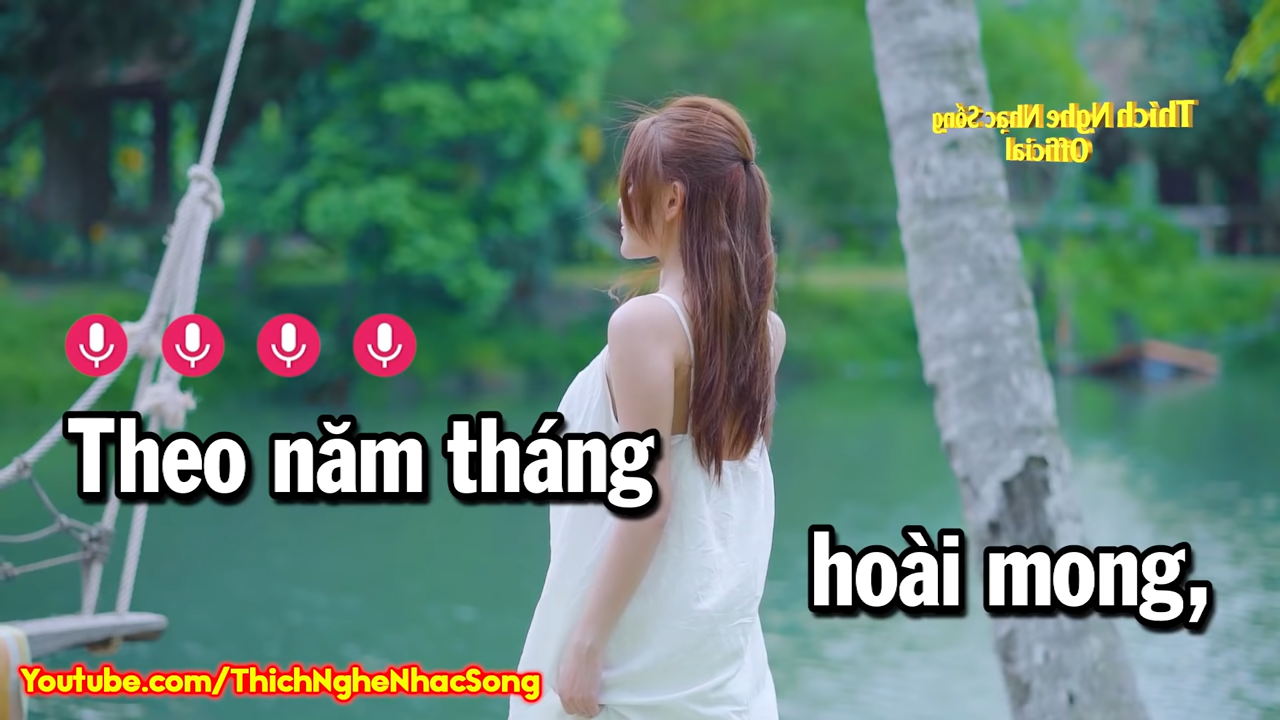 Thích Nghe Nhạc Sống
Official
Theo năm tháng
hoài mong,
Youtube.com/ThichNgheNhacSong